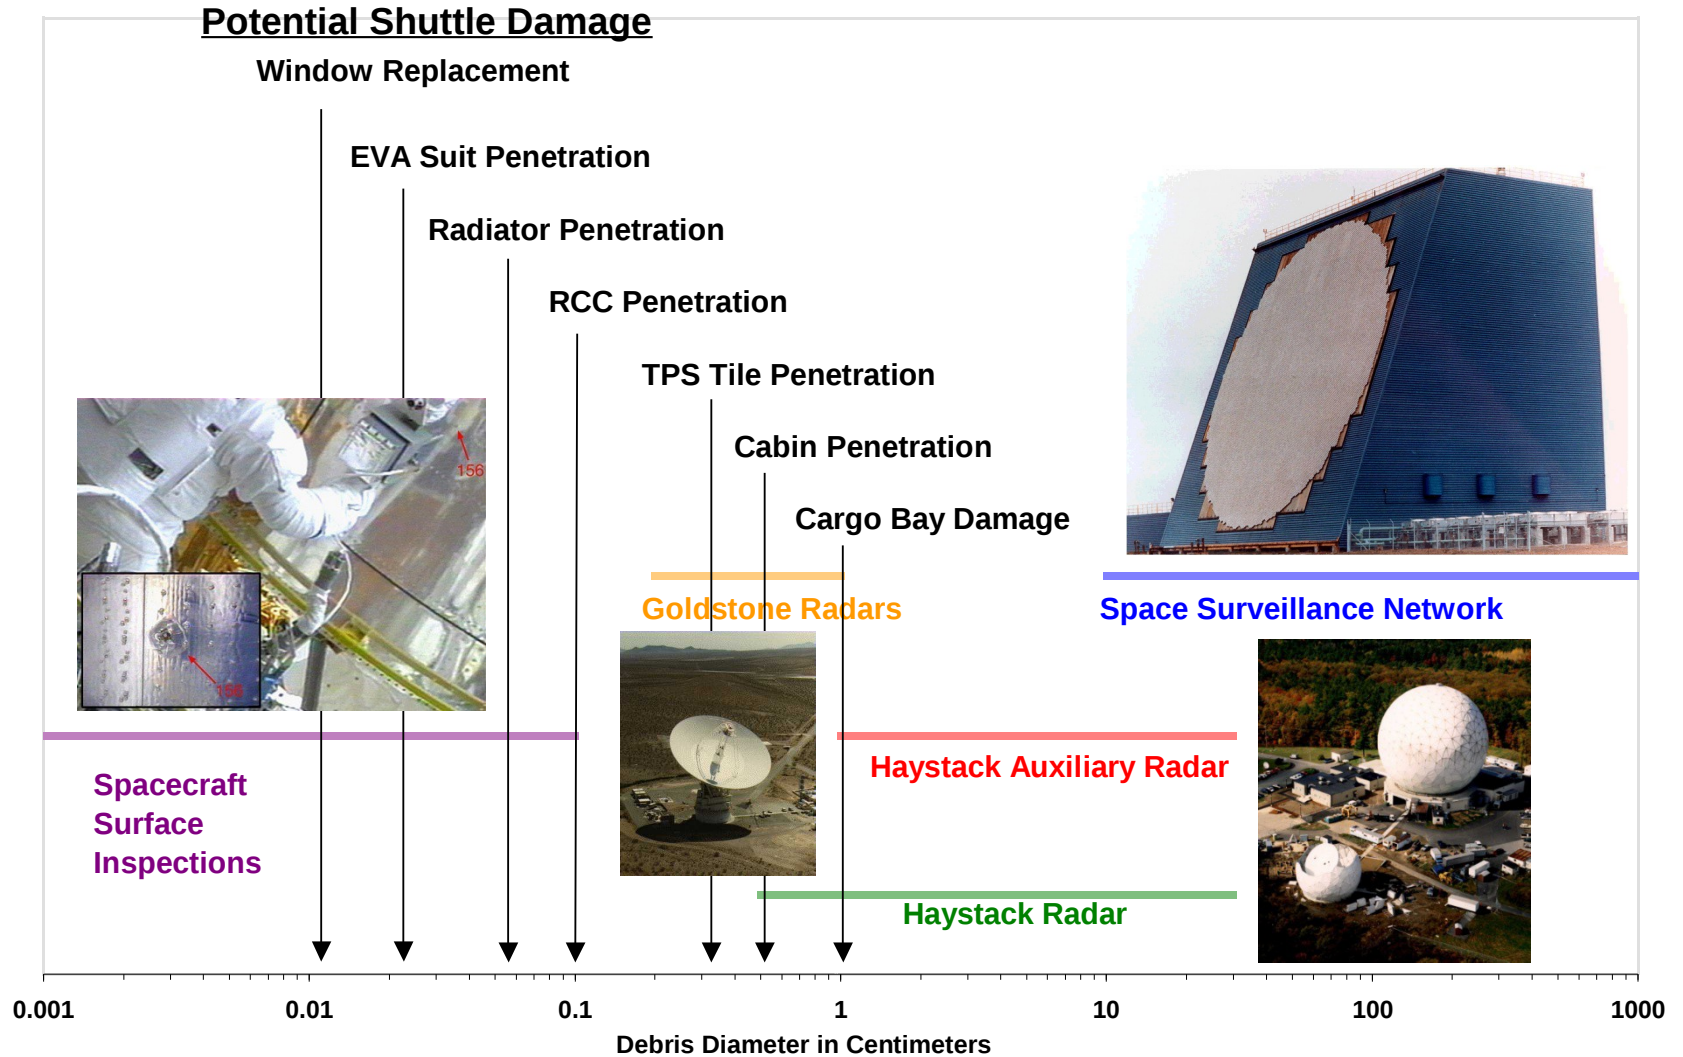 Potential Shuttle Damage
Window Replacement
EVA Suit Penetration
Radiator Penetration
RCC Penetration
TPS Tile Penetration
Cabin Penetration
156
Cargo Bay Damage
Goldstone Radars
Space Surveillance Network
156
Haystack Auxiliary Radar
Spacecraft
Surface
Inspections
Haystack Radar
0.001 0.01 0.1 1 10 100 1000
Debris Diameter in Centimeters